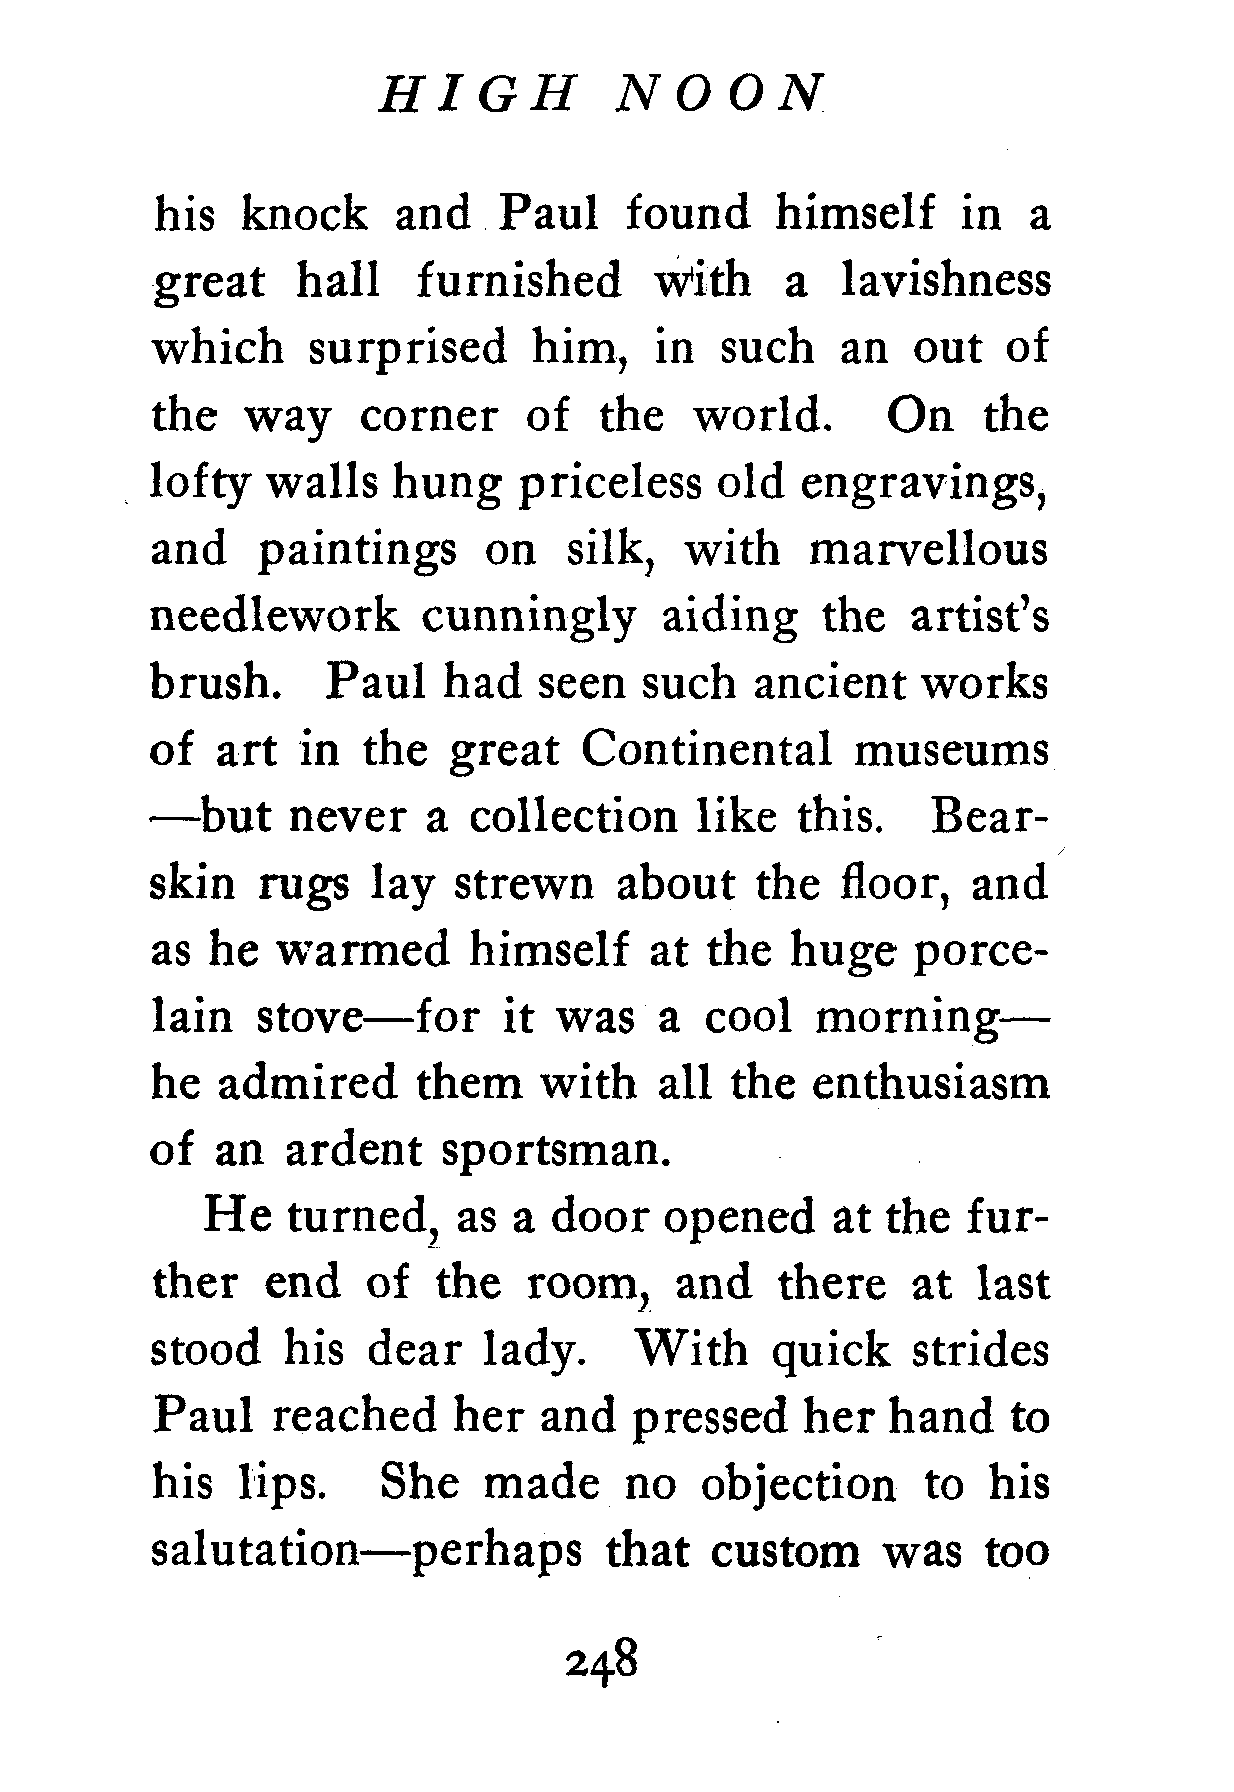 HIGH NOON
his knock and Paul found himself in a
great hall furnished with a lavishness
which surprised him, in such an out of
the way corner of the world. On the
lofty walls hung priceless old engravings,
and paintings on silk, with marvellous
needlework cunningly aiding the artist's
brush. Paul had seen such ancient works
of art in the great Continental museums
—but never a collection like this. Bear-
skin rugs lay strewn about the floor, and
as he warmed himself at the huge porce-
lain stove—for it was a cool morning—
he admired them with all the enthusiasm
of an ardent sportsman.
He turned, as a door opened at the fur-
ther end of the room, and there at last
stood his dear lady. With quick strides
Paul reached her and pressed her hand to
his lips. She made no objection to his
salutation—perhaps that custom was too
248